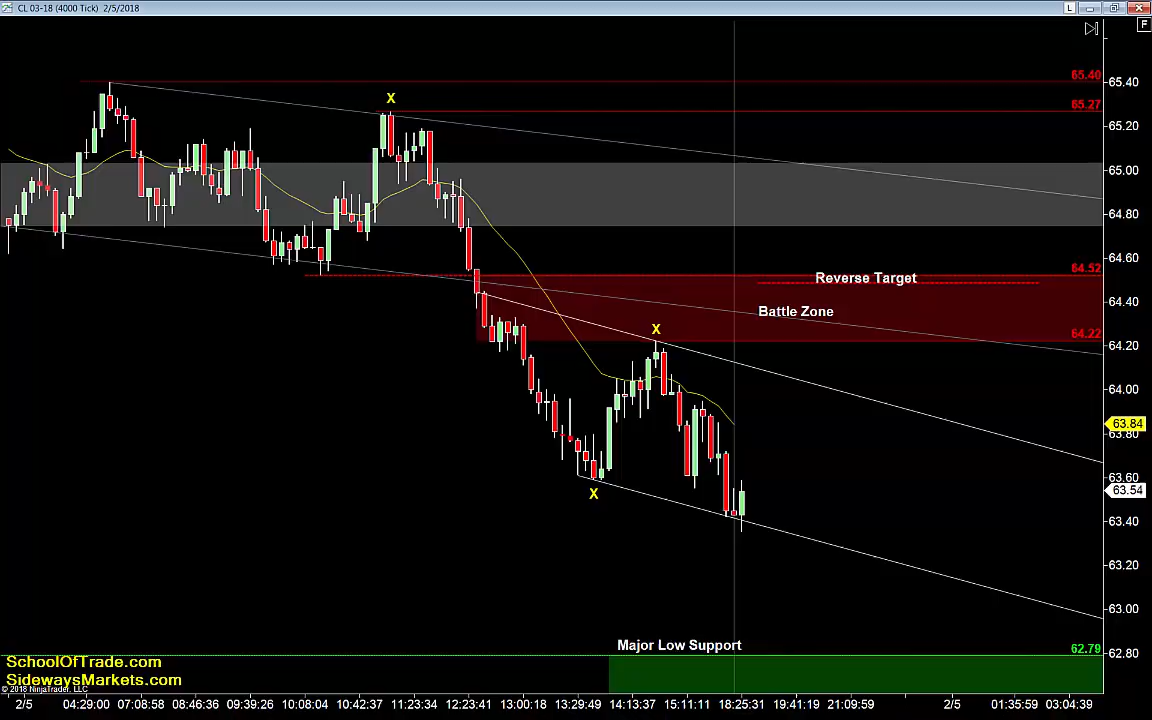 CL 03-18 (4000 Tick) 2/5/2018
L
F
65.40
65.40
X
65.27
65.20
65.00
64.80
64.60
64.52
Reverse Target
64.40
Battle Zone
X
64.22
64.20
64.00
63.84
63.80
63.60
X
63.54
63.40
63.20
63.00
Major Low Support
62.79
62.80
SchoolOfTrade.com
SidewaysMarkets.com
© 2018 NinjaTrader, LLC
2/5 04:29:00 07:08:58 08:46:36 09:39:26 10:08:04 10:42:37 11:23:34 12:23:41 13:00:18 13:29:49 14:13:37 15:11:11 18:25:31 19:41:19 21:09:59 2/5 01:35:59 03:04:39